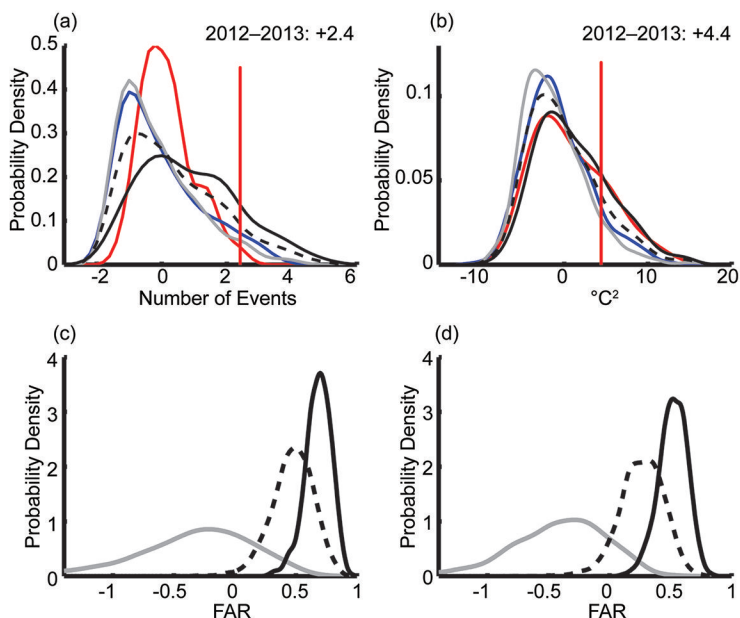 (a)
2012–2013: +2.4
Probability Density
0.5
0.4
0.3
0.2
0.1
0
-2 0 2 4 6
Number of Events
(b)
2012–2013: +4.4
Probability Density
0.1
0.05
0
-10 0 10 20
°C²
(c)
Probability Density
4
3
2
1
0
-1 -0.5 0 0.5 1
FAR
(d)
Probability Density
4
3
2
1
0
-1 -0.5 0 0.5 1
FAR